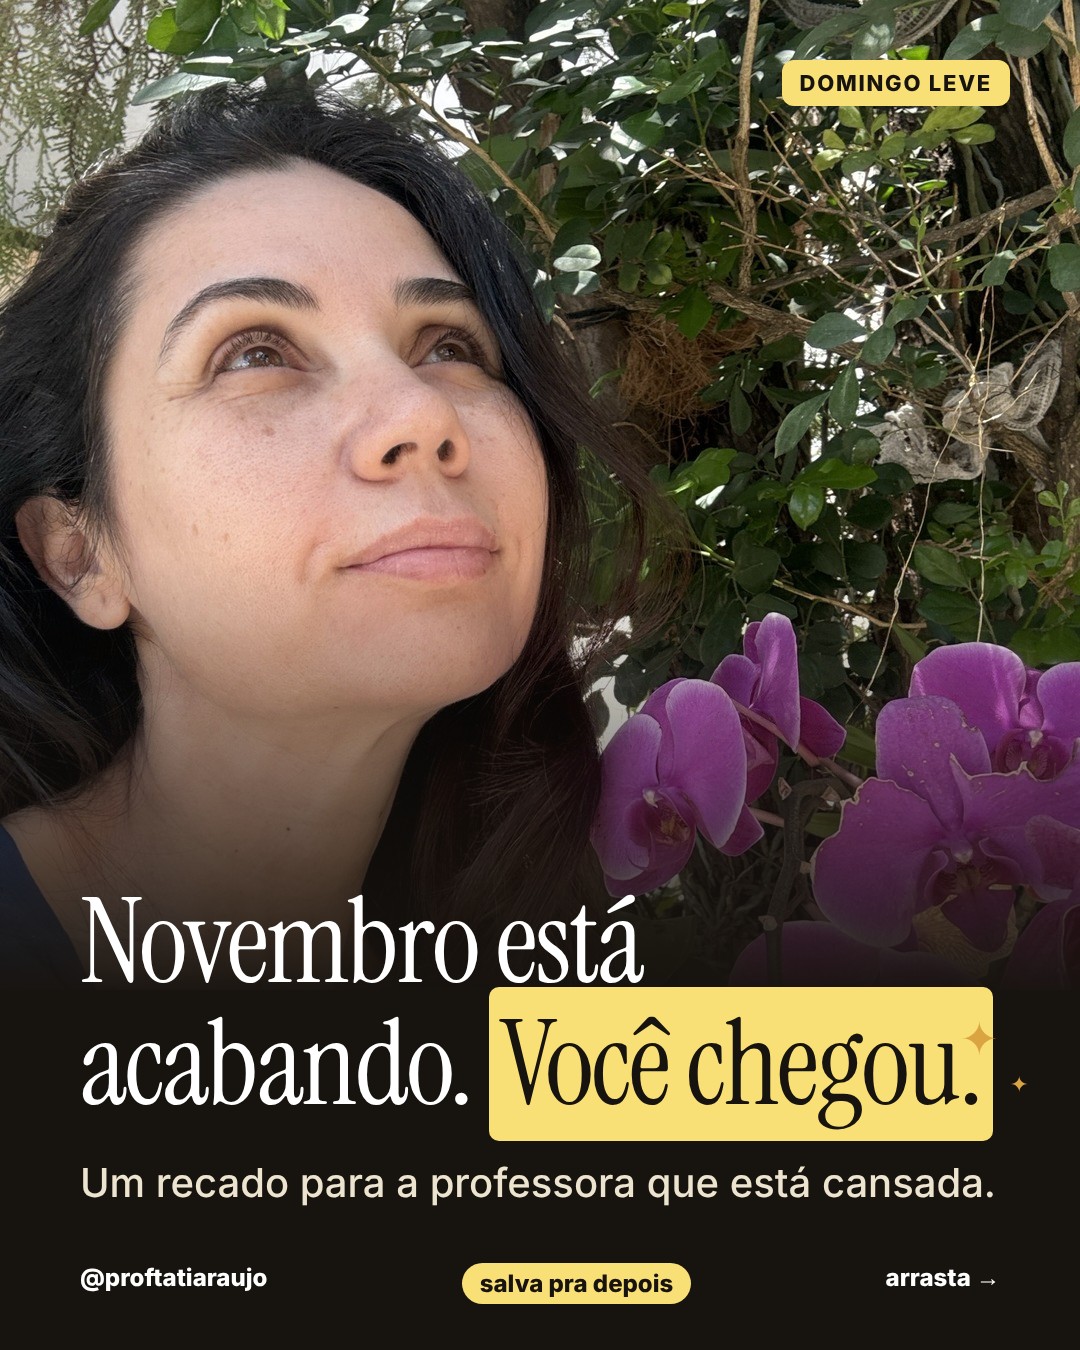 DOMINGO LEVE
Novembro está
acabando. Você chegou.
Um recado para a professora que está cansada.
@proftatiaraujo
salva pra depois
arrasta →